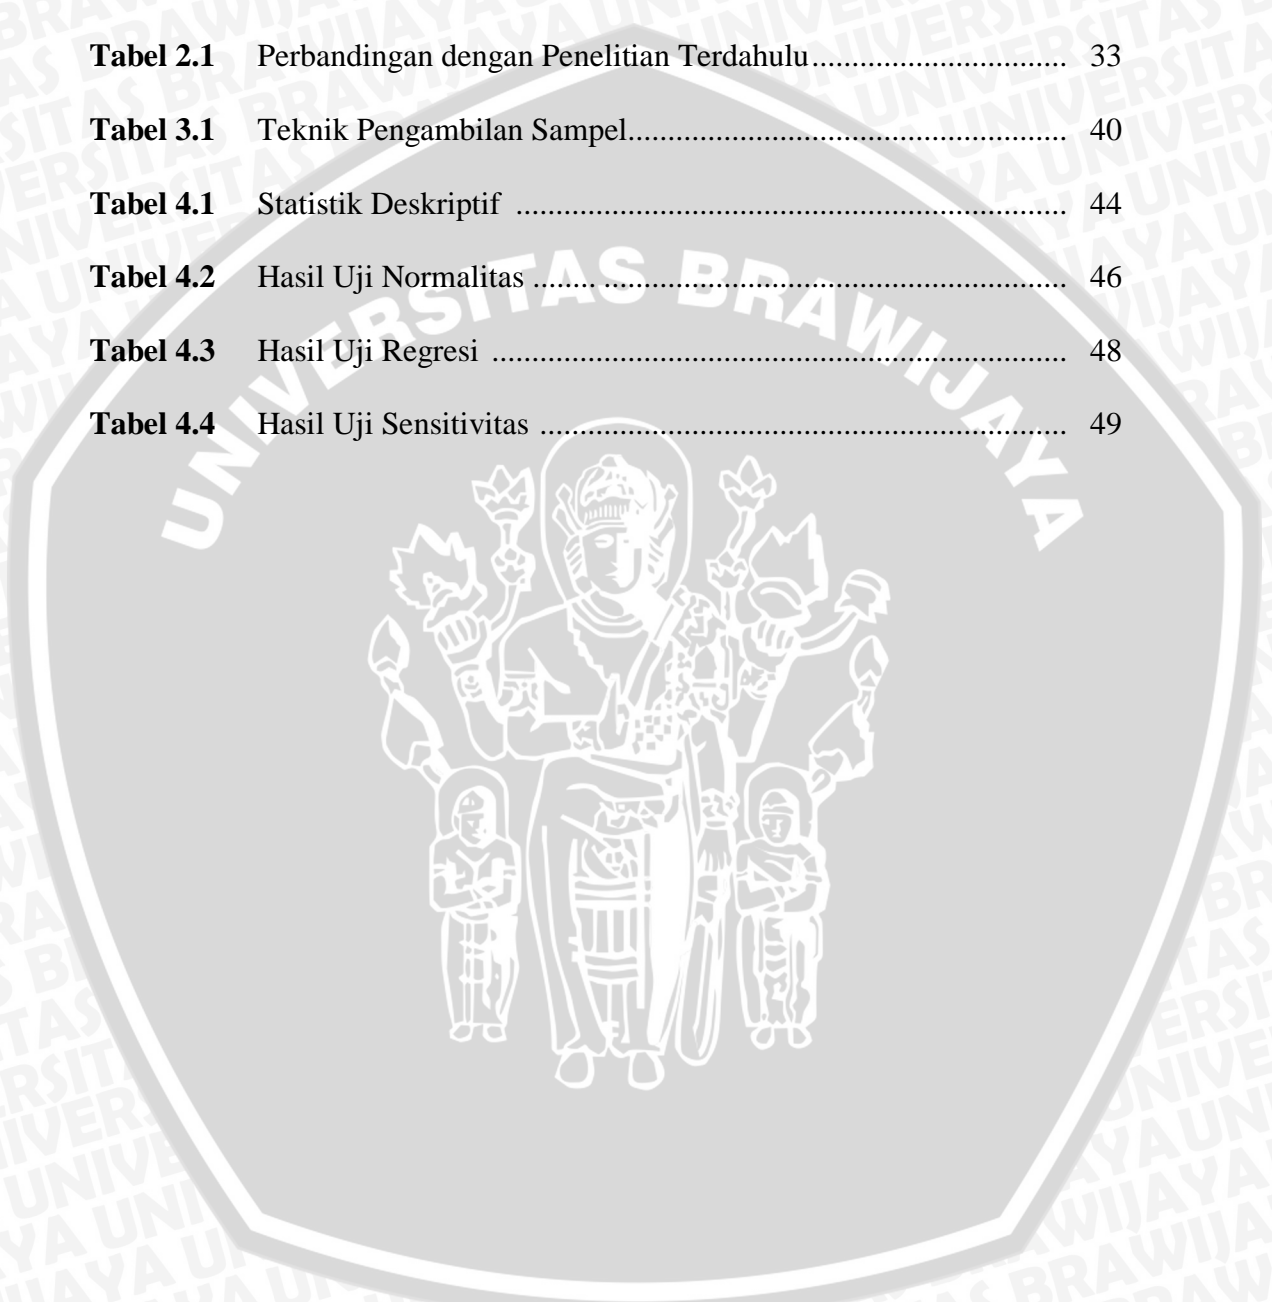 Tabel 2.1 Perbandingan dengan Penelitian Terdahulu............................... 33
Tabel 3.1 Teknik Pengambilan Sampel........................................................ 40
Tabel 4.1 Statistik Deskriptif ...................................................................... 44
Tabel 4.2 Hasil Uji Normalitas ........ ........................................................... 46
Tabel 4.3 Hasil Uji Regresi ......................................................................... 48
Tabel 4.4 Hasil Uji Sensitivitas ................................................................... 49
UNIVERSITAS BRAWIJAYA